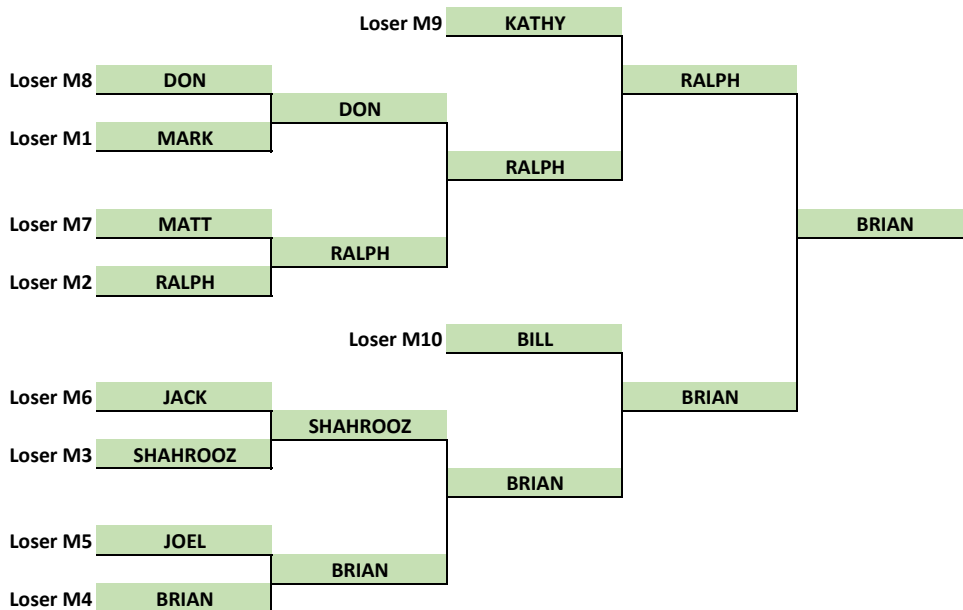 Loser M9 KATHY
Loser M8 DON
RALPH
DON
Loser M1 MARK
RALPH
Loser M7 MATT
BRIAN
RALPH
Loser M2 RALPH
Loser M10 BILL
Loser M6 JACK
BRIAN
SHAHROOZ
Loser M3 SHAHROOZ
BRIAN
Loser M5 JOEL
BRIAN
Loser M4 BRIAN